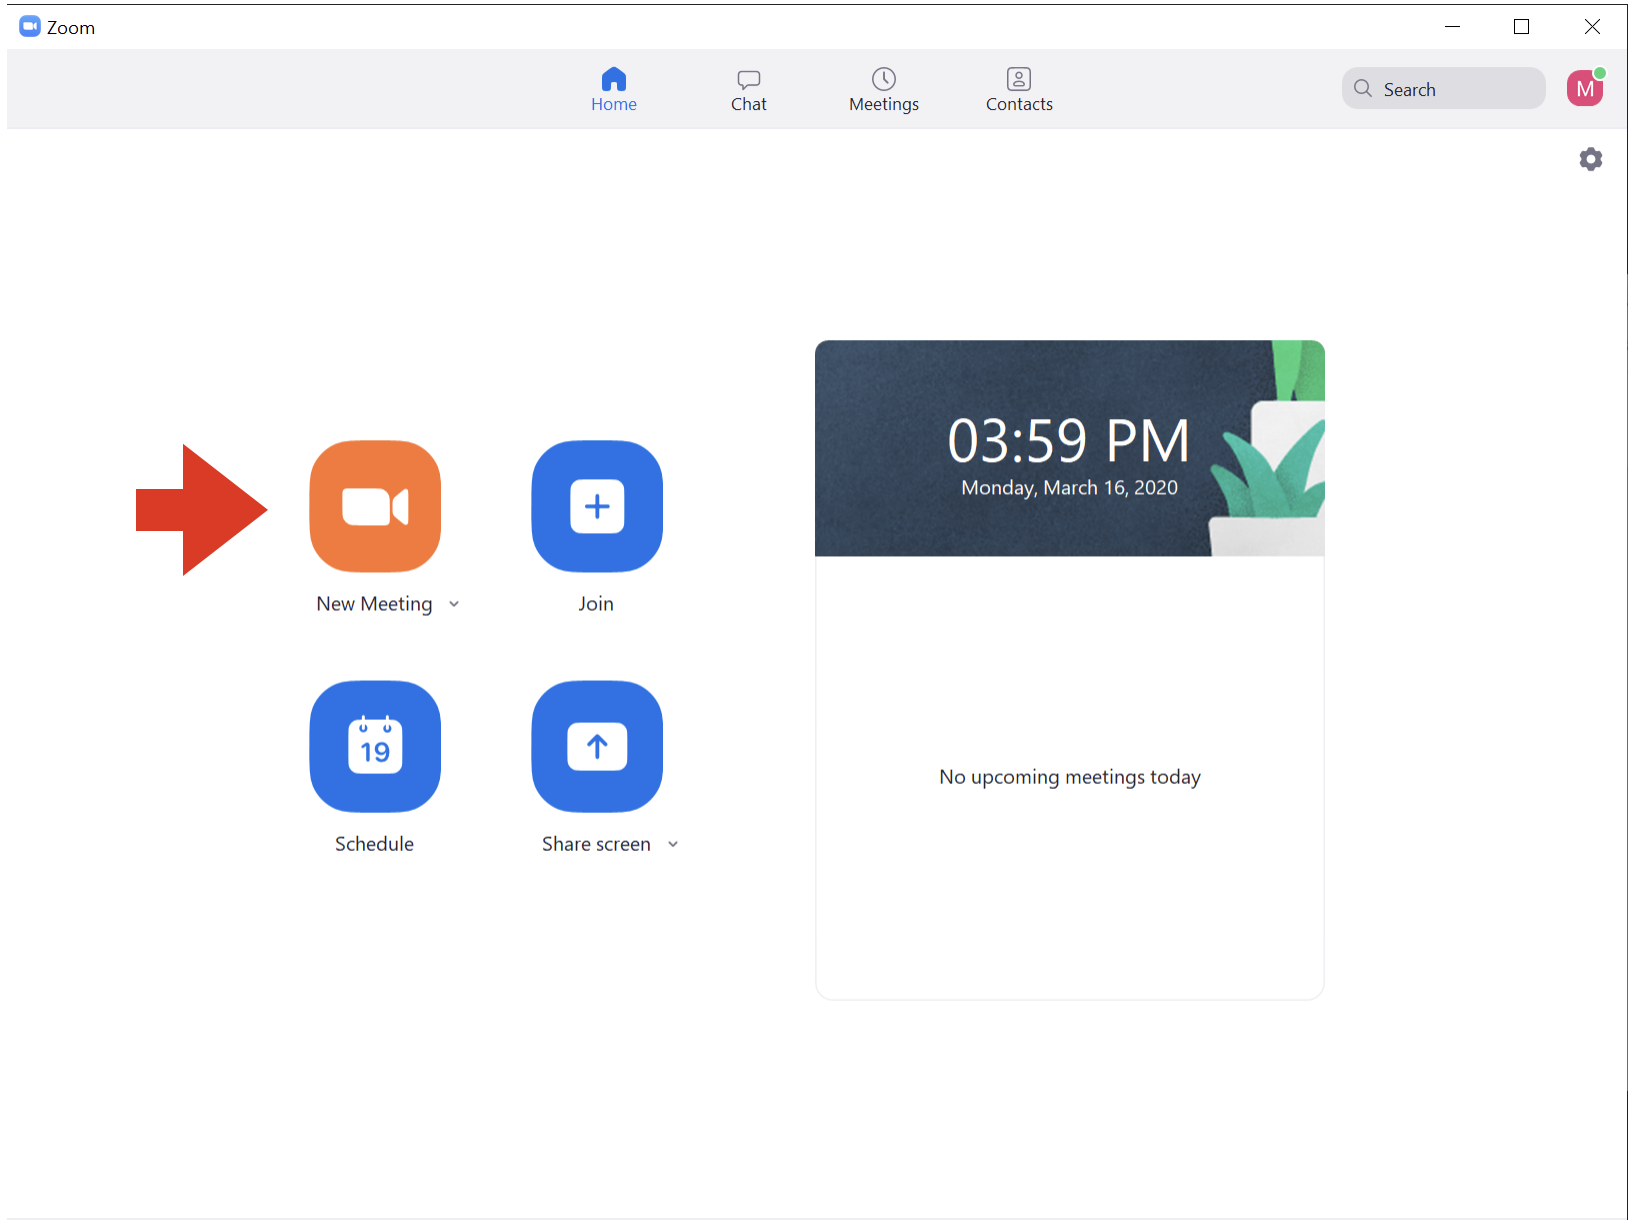 Zoom
Home
Chat
Meetings
Contacts
Search
M
03:59 PM
Monday, March 16, 2020
New Meeting
Join
19
Schedule
Share screen
No upcoming meetings today